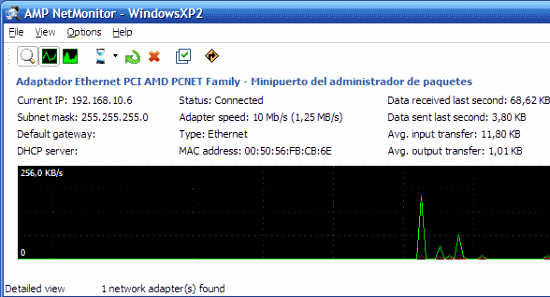 AMP NetMonitor - WindowsXP2
File View Options Help
Adaptador Ethernet PCI AMD PCNET Family - Minipuerto del administrador de paquetes
Current IP: 192.168.10.6 Status: Connected Data received last second: 68,62 KB
Subnet mask: 255.255.255.0 Adapter speed: 10 Mb/s (1,25 MB/s) Data sent last second: 3,80 KB
Default gateway: Type: Ethernet Avg. input transfer: 11,80 KB
DHCP server: MAC address: 00:50:56:FB:CB:6E Avg. output transfer: 1,01 KB
256,0 KB/s
0
Detailed view 1 network adapter(s) found